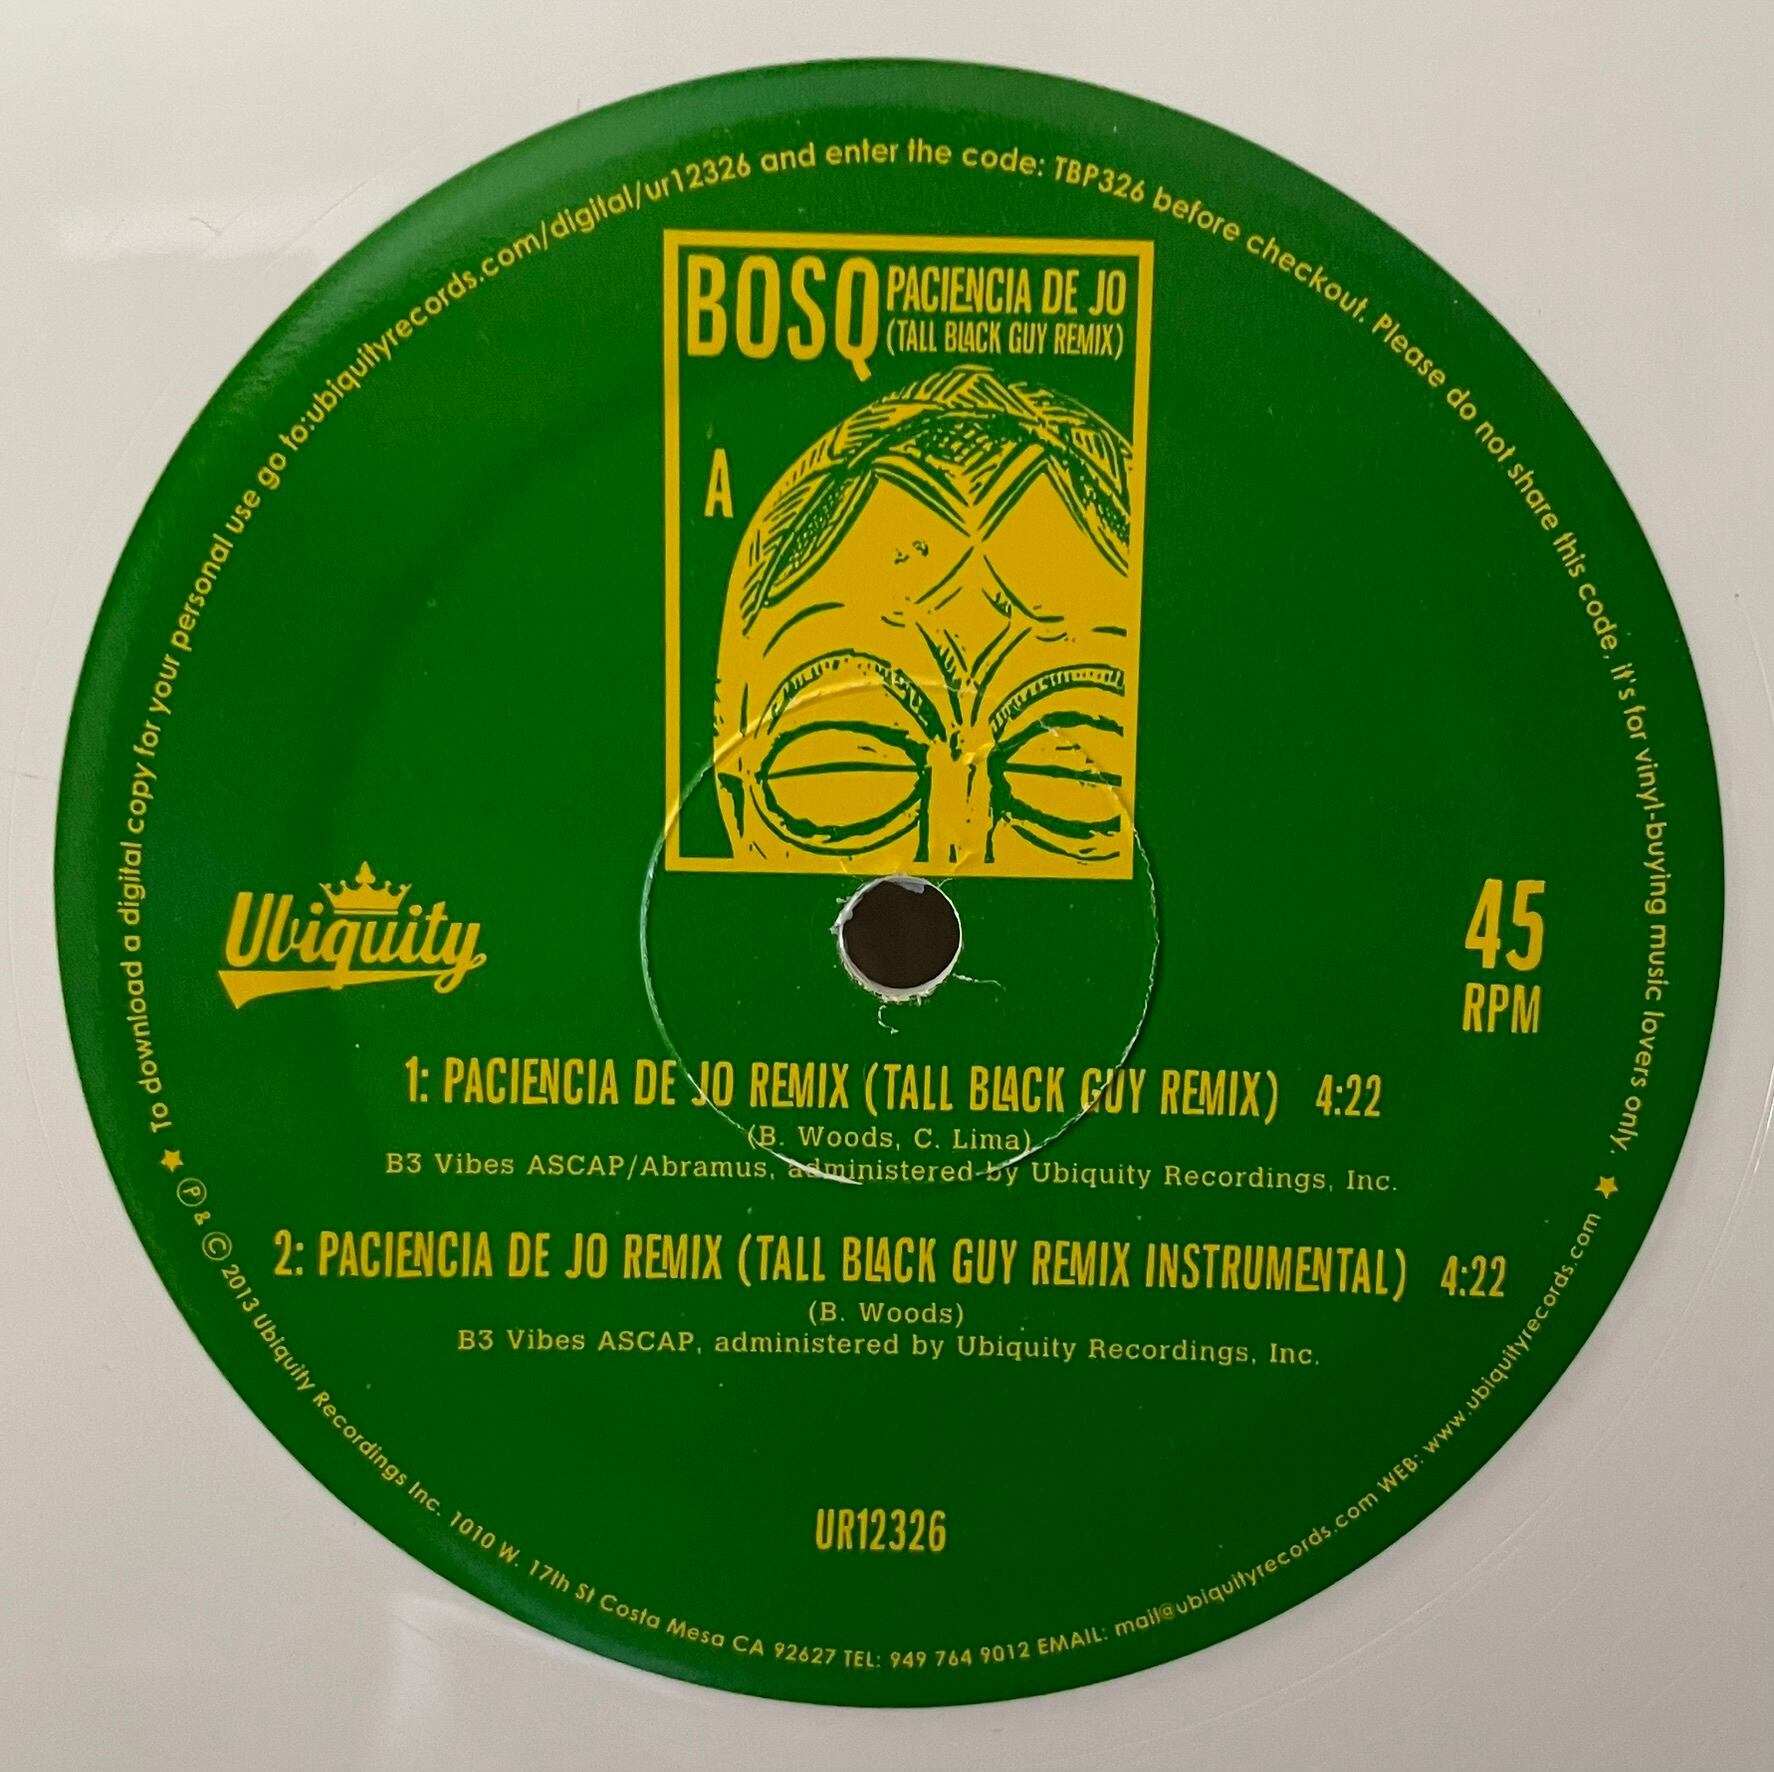 To download a digital copy for your personal use go to:ubiquityrecords.com/digital/ur12326 and enter the code: TBP326 before checkout. Please do not share this code, it's for vinyl-buying music lovers only.
BOSQ
PACIENCIA DE JO
(TALL BLACK GUY REMIX)
A
Ubiquity
45
RPM
1: PACIENCIA DE JO REMIX (TALL BLACK GUY REMIX) 4:22
(B. Woods, C. Lima)
B3 Vibes ASCAP/Abramus, administered by Ubiquity Recordings, Inc.
2: PACIENCIA DE JO REMIX (TALL BLACK GUY REMIX INSTRUMENTAL) 4:22
(B. Woods)
B3 Vibes ASCAP, administered by Ubiquity Recordings, Inc.
UR12326
★ ℗ & © 2013 Ubiquity Recordings Inc. 1010 W. 17th St Costa Mesa CA 92627 TEL: 949 764 9012 EMAIL: mail@ubiquityrecords.com WEB: www.ubiquityrecords.com ★